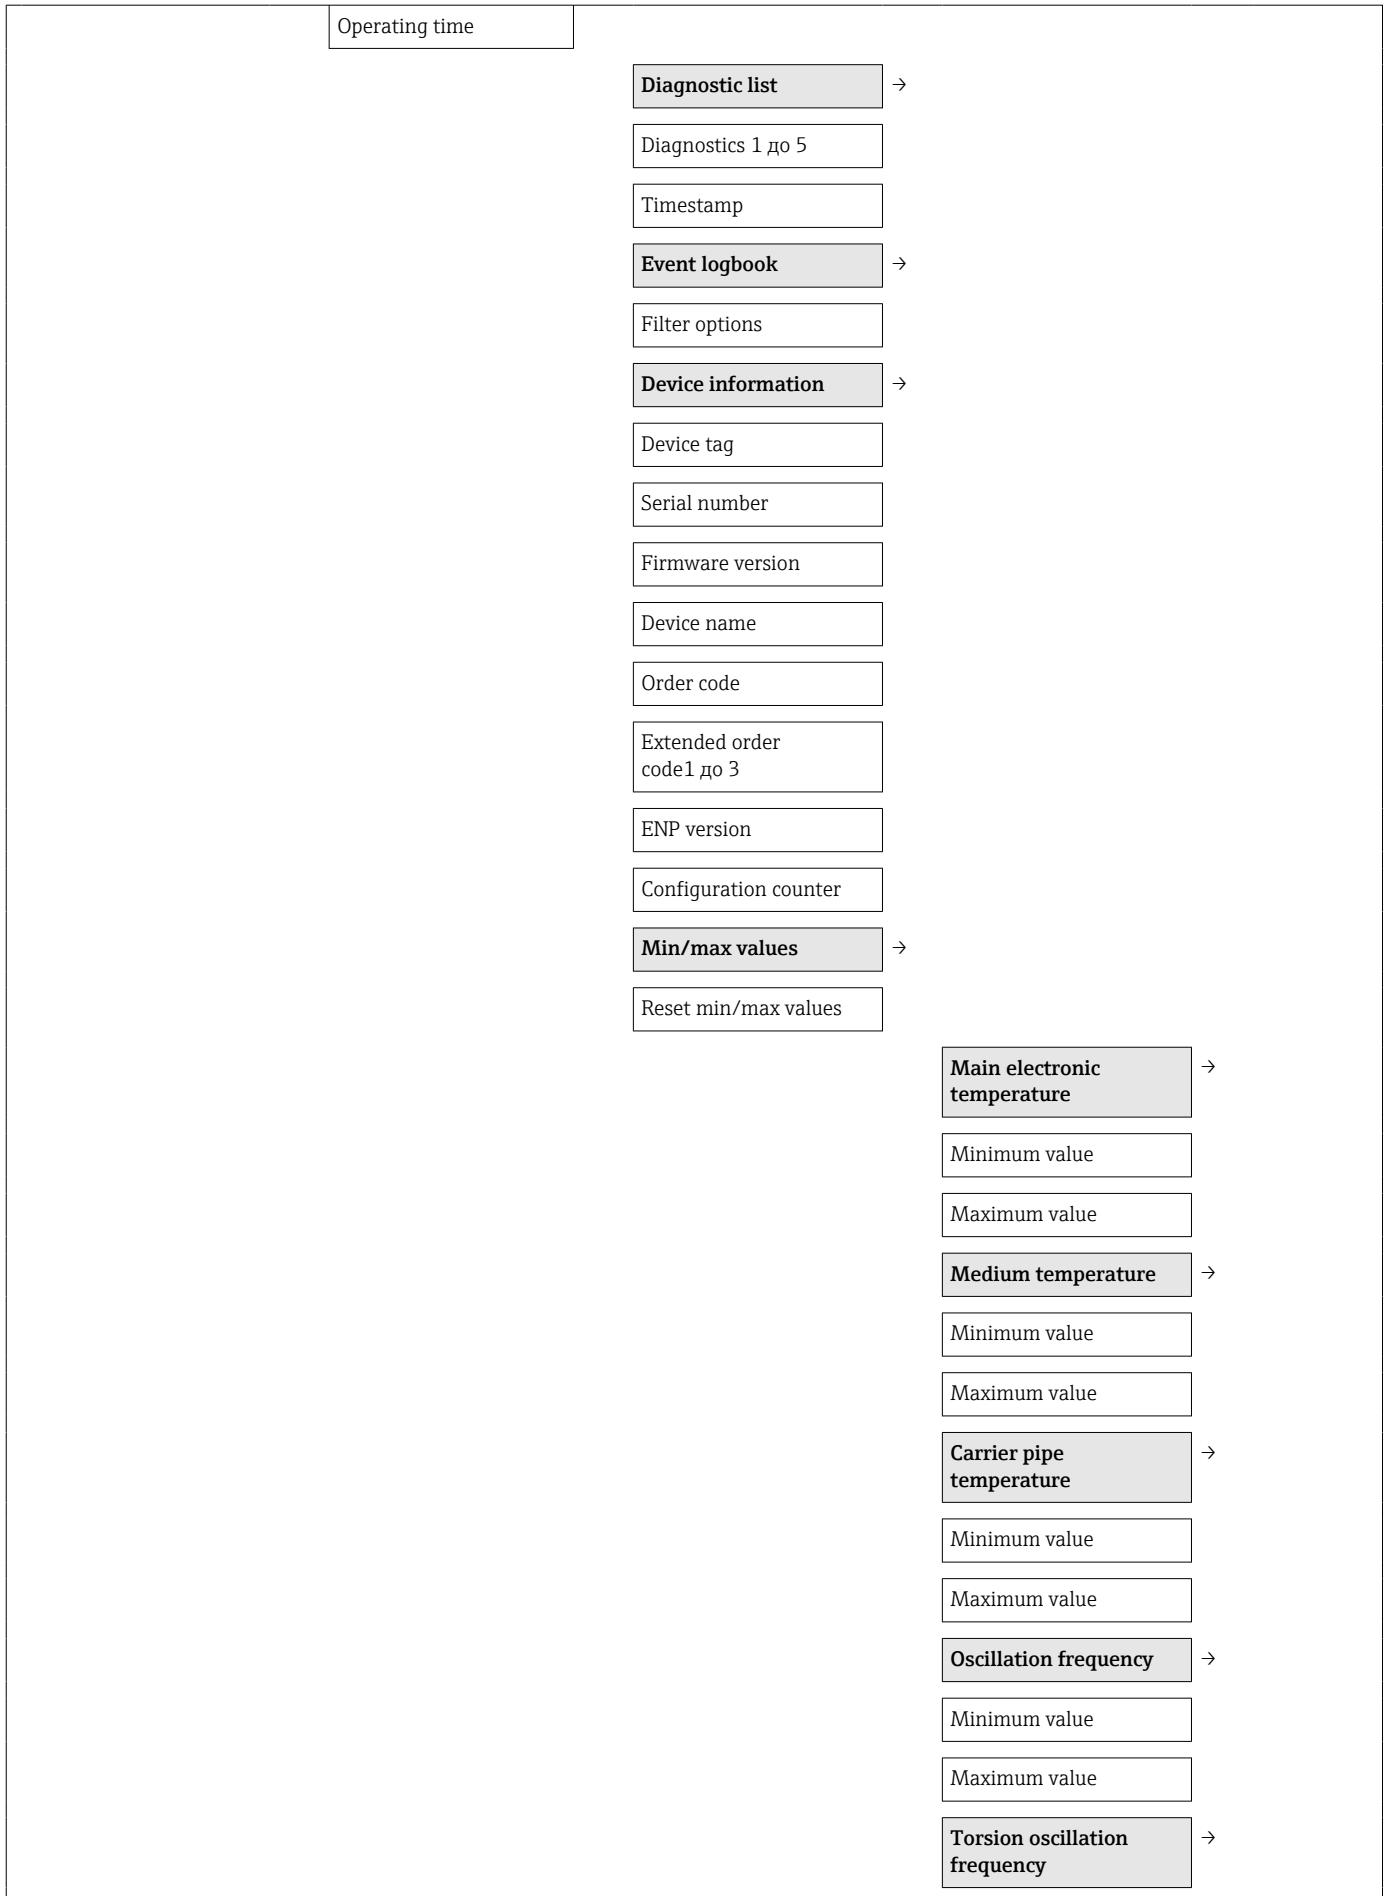 Operating time
Diagnostic list →
Diagnostics 1 до 5
Timestamp
Event logbook →
Filter options
Device information →
Device tag
Serial number
Firmware version
Device name
Order code
Extended order
code1 до 3
ENP version
Configuration counter
Min/max values →
Reset min/max values
Main electronic →
temperature
Minimum value
Maximum value
Medium temperature →
Minimum value
Maximum value
Carrier pipe →
temperature
Minimum value
Maximum value
Oscillation frequency →
Minimum value
Maximum value
Torsion oscillation →
frequency